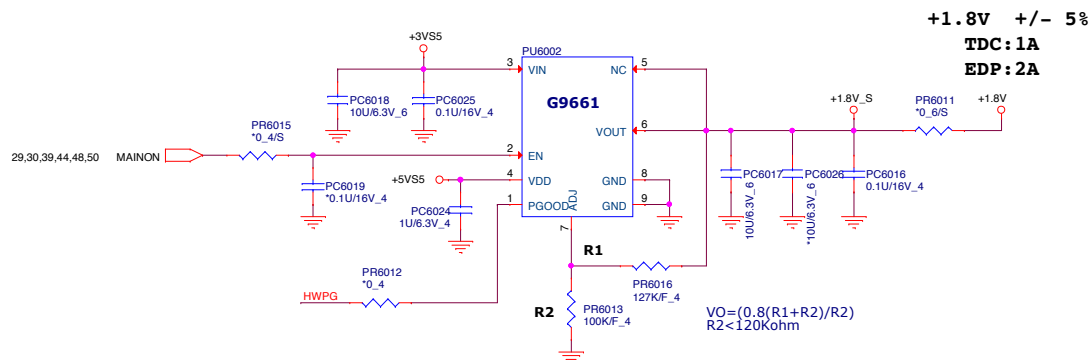 +1.8V +/- 5%
TDC:1A
EDP:2A
+3VS5
PU6002
3
VIN
NC
5
G9661
PC6018
10U/6.3V_6
PC6025
0.1U/16V_4
+1.8V_S
PR6011
*0_6/S
+1.8V
PR6015
*0_4/S
VOUT
6
29,30,39,44,48,50
MAINON
2
EN
+5VS5
4
VDD
GND
8
PC6019
*0.1U/16V_4
PC6017
10U/6.3V_6
PC6026
*10U/6.3V_6
PC6016
0.1U/16V_4
1
PGOOD
ADJ
GND
9
PC6024
1U/6.3V_4
7
R1
PR6012
*0_4
HWPG
PR6016
127K/F_4
R2
PR6013
100K/F_4
VO=(0.8(R1+R2)/R2)
R2<120Kohm